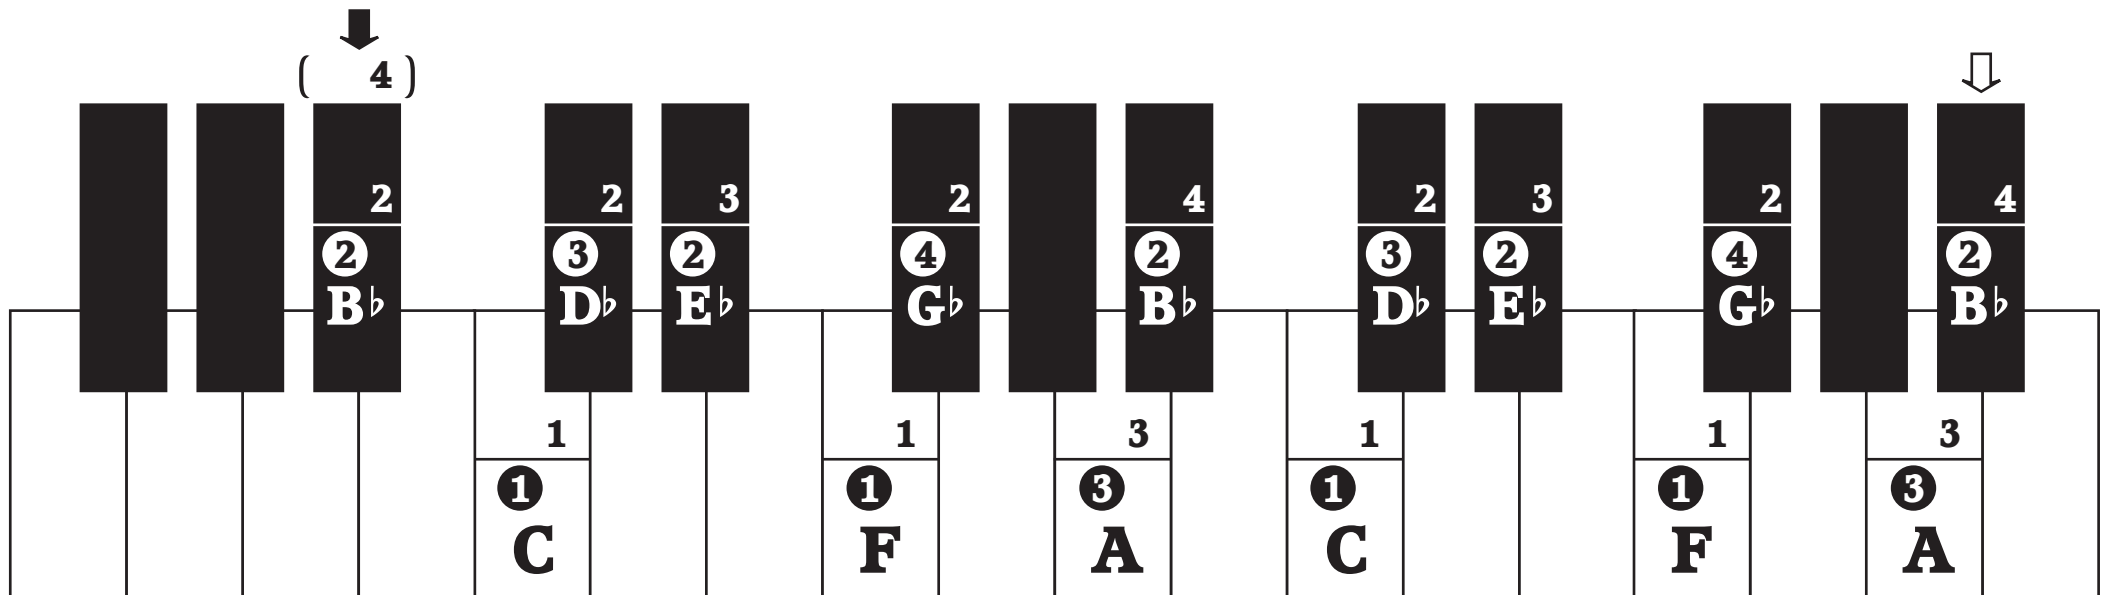 ( 4 )
2 2 3 2 4 2 3 2 4
2 3 2 4 2 3 2 4 2
B♭ D♭ E♭ G♭ B♭ D♭ E♭ G♭ B♭
1 1 3 1 1 3
1 1 3 1 1 3
C F A C F A